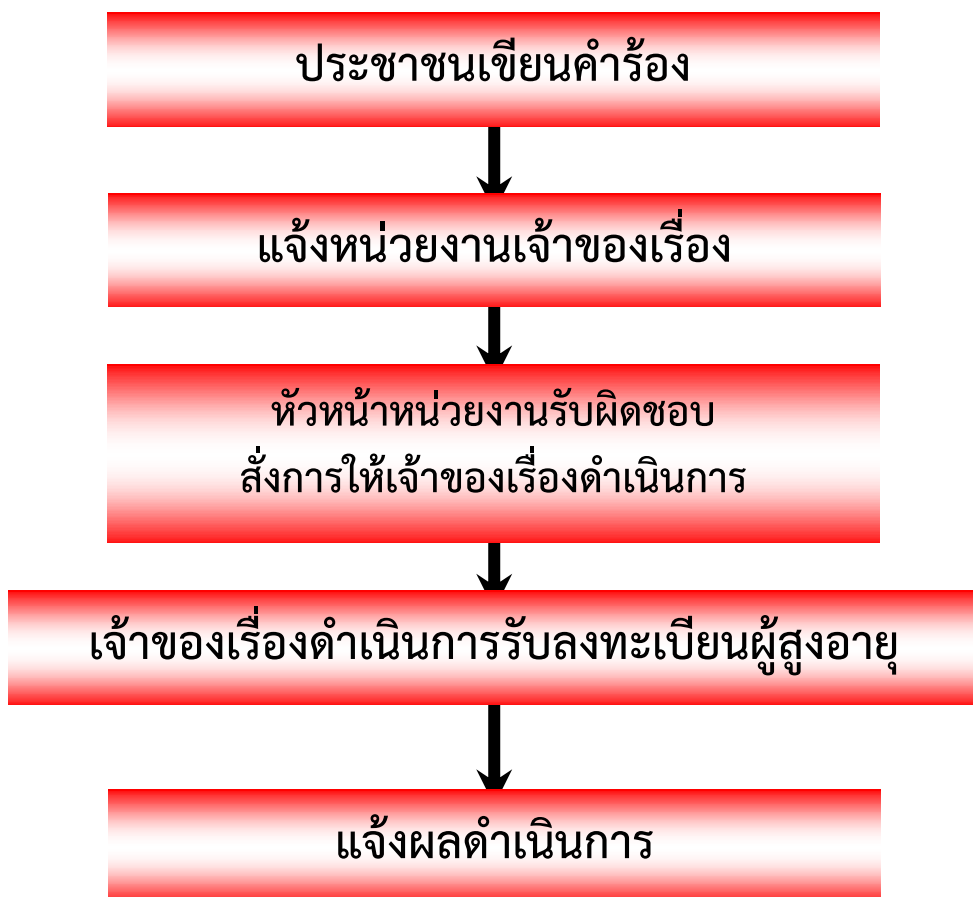 ประชาชนเขียนคำร้อง
แจ้งหน่วยงานเจ้าของเรื่อง
หัวหน้าหน่วยงานรับผิดชอบ
สั่งการให้เจ้าของเรื่องดำเนินการ
เจ้าของเรื่องดำเนินการรับลงทะเบียนผู้สูงอายุ
แจ้งผลดำเนินการ